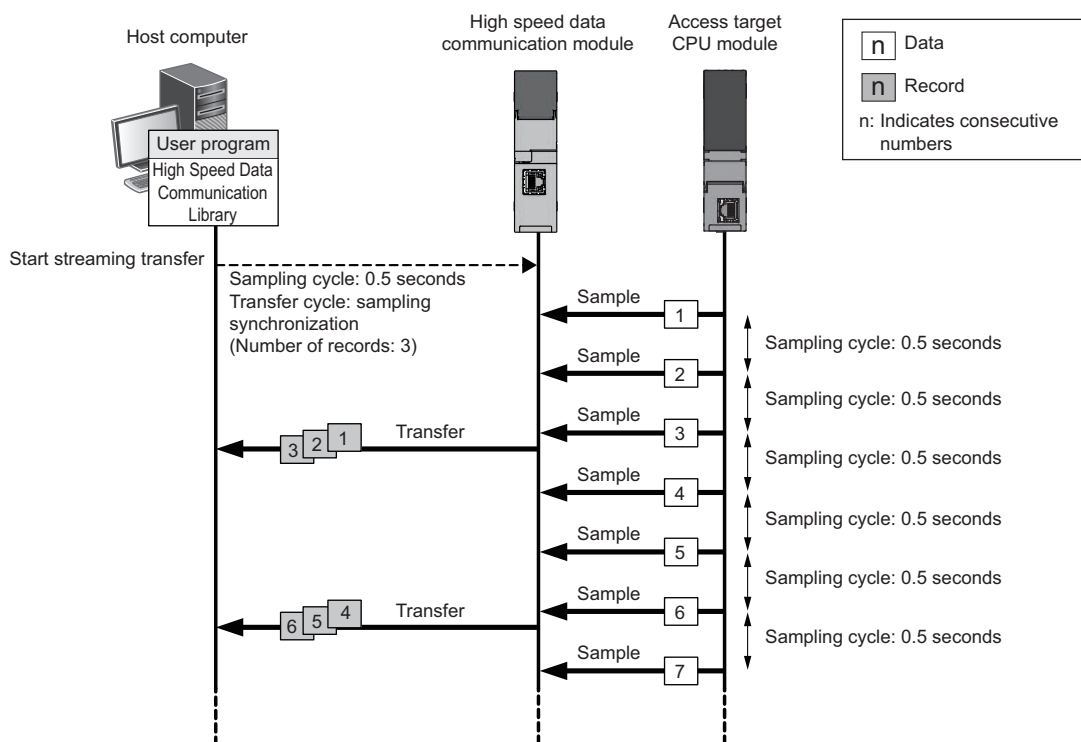 Host computer
High speed data
communication module
Access target
CPU module
n Data
n Record
n: Indicates consecutive
numbers
User program
High Speed Data
Communication
Library
Start streaming transfer
Sampling cycle: 0.5 seconds
Transfer cycle: sampling
synchronization
(Number of records: 3)
Sample 1
Sampling cycle: 0.5 seconds
Sample 2
Sampling cycle: 0.5 seconds
Sample 3
3 2 1 Transfer
Sampling cycle: 0.5 seconds
Sample 4
Sampling cycle: 0.5 seconds
Sample 5
Sampling cycle: 0.5 seconds
Sample 6
6 5 4 Transfer
Sampling cycle: 0.5 seconds
Sample 7